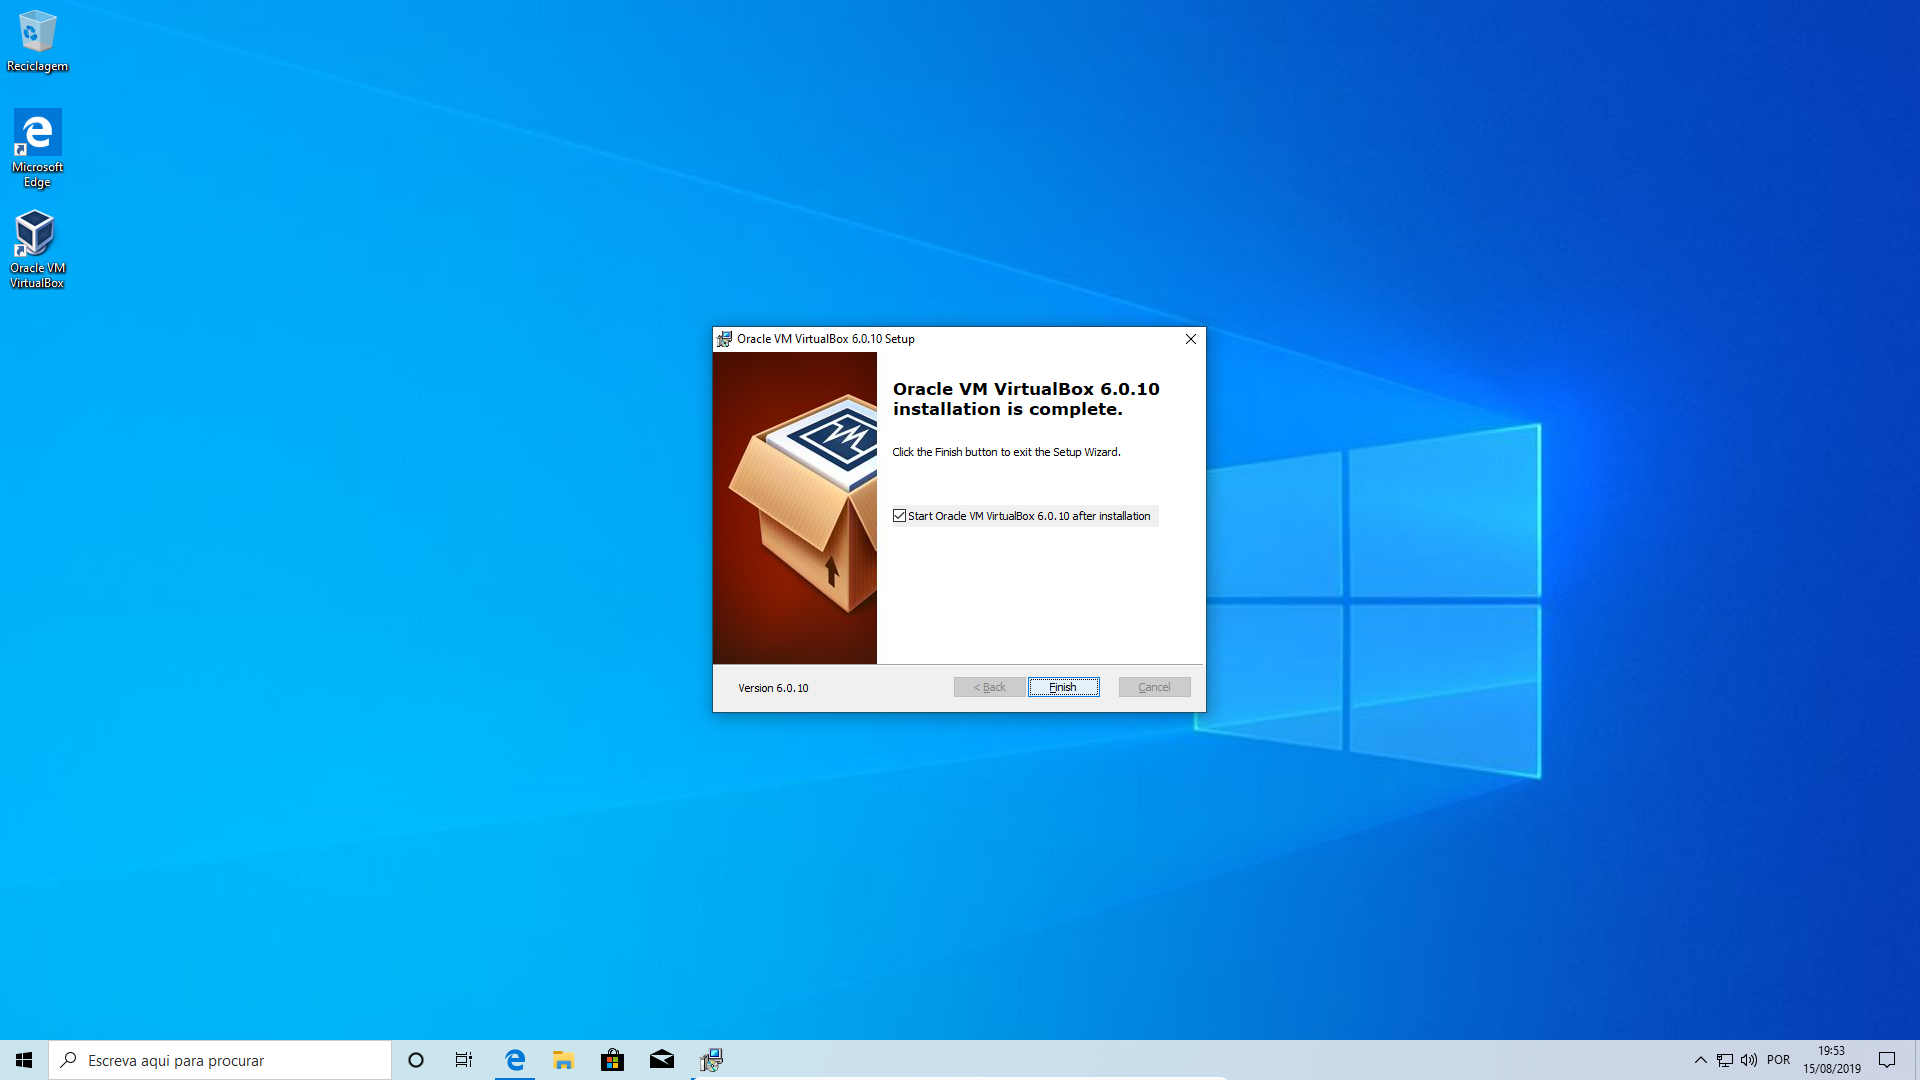 Reciclagem
Microsoft
Edge
Oracle VM
VirtualBox
Oracle VM VirtualBox 6.0.10 Setup
Oracle VM VirtualBox 6.0.10
installation is complete.
Click the Finish button to exit the Setup Wizard.
Start Oracle VM VirtualBox 6.0.10 after installation
Version 6.0.10
< Back
Finish
Cancel
Escreva aqui para procurar
POR
19:53
15/08/2019